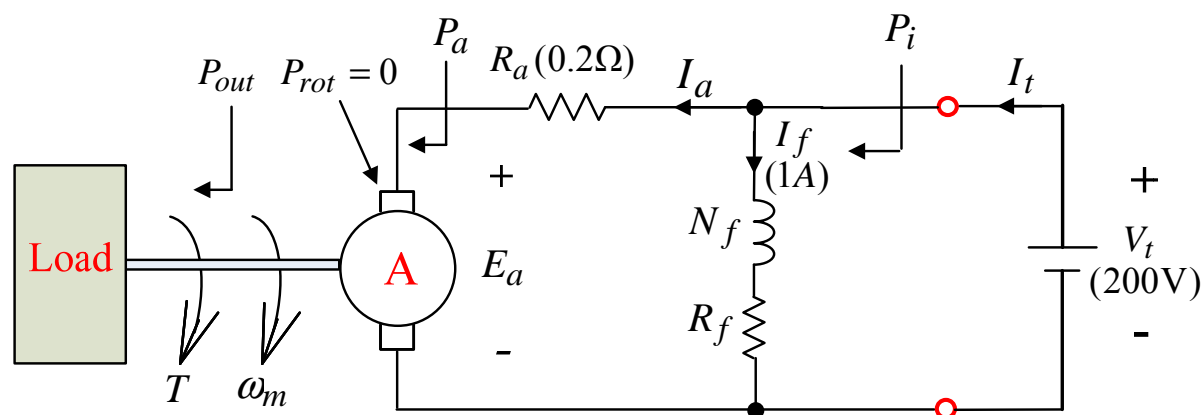 P_a
P_i
P_out P_rot = 0
R_a (0.2Ω)
I_a
I_t
I_f
(1A)
+
+
Load
A
E_a
N_f
V_t
(200V)
R_f
-
-
T
ω_m